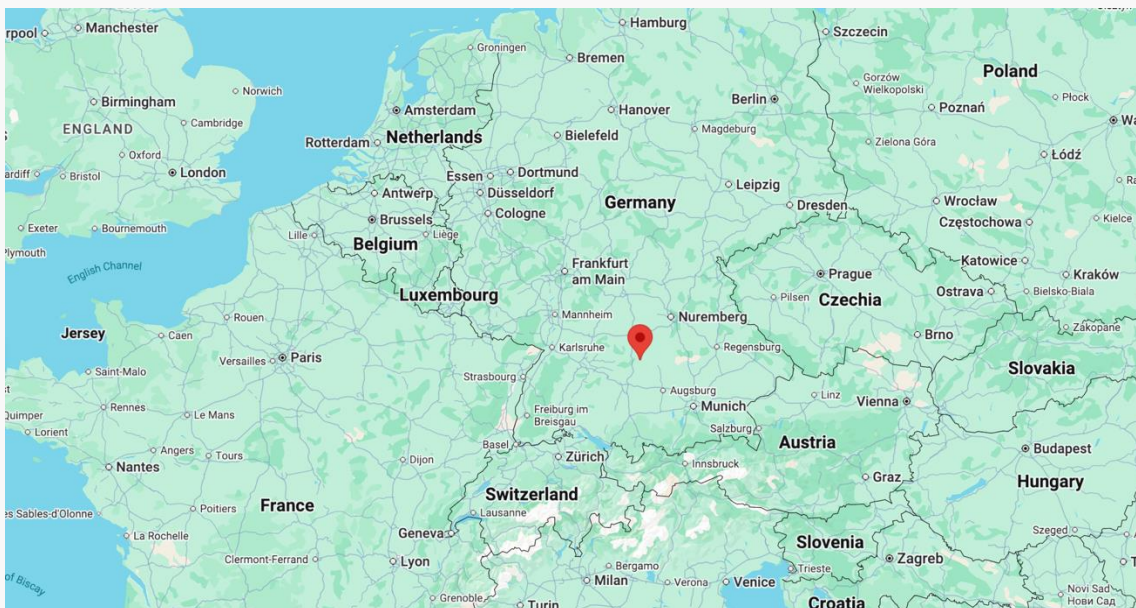 Manchester
Hamburg
Groningen
Szczecin
Bremen
Gorzów
Wielkopolski
Poland
Norwich
Birmingham
Amsterdam
Hanover
Berlin
Poznań
Płock
ENGLAND
Cambridge
Netherlands
Bielefeld
Magdeburg
Rotterdam
Zielona Góra
Oxford
Łódź
Bristol
London
Essen
Dortmund
Antwerp
Düsseldorf
Leipzig
Germany
Dresden
Wrocław
Brussels
Cologne
Częstochowa
Kielce
Exeter
Bournemouth
Lille
Liège
Belgium
Plymouth
Katowice
English Channel
Frankfurt
am Main
Prague
Kraków
Luxembourg
Pilsen
Czechia
Ostrava
Bielsko-Biala
Rouen
Mannheim
Nuremberg
Jersey
Caen
Brno
Zakopane
Karlsruhe
Regensburg
Versailles
Paris
Slovakia
Saint-Malo
Strasbourg
Augsburg
Linz
Vienna
Rennes
Le Mans
Freiburg im
Breisgau
Munich
Quimper
Salzburg
Lorient
Austria
Basel
Budapest
Angers
Tours
Zürich
Innsbruck
Nantes
Dijon
Graz
Hungary
Switzerland
France
Poitiers
Lausanne
es Sables-d'Olonne
Szeged
Geneva
La Rochelle
Slovenia
Clermont-Ferrand
Lyon
Zagreb
Bergamo
Trieste
of Biscay
Milan
Verona
Venice
Novi Sad
Нови Сад
Grenoble
Turin
Croatia